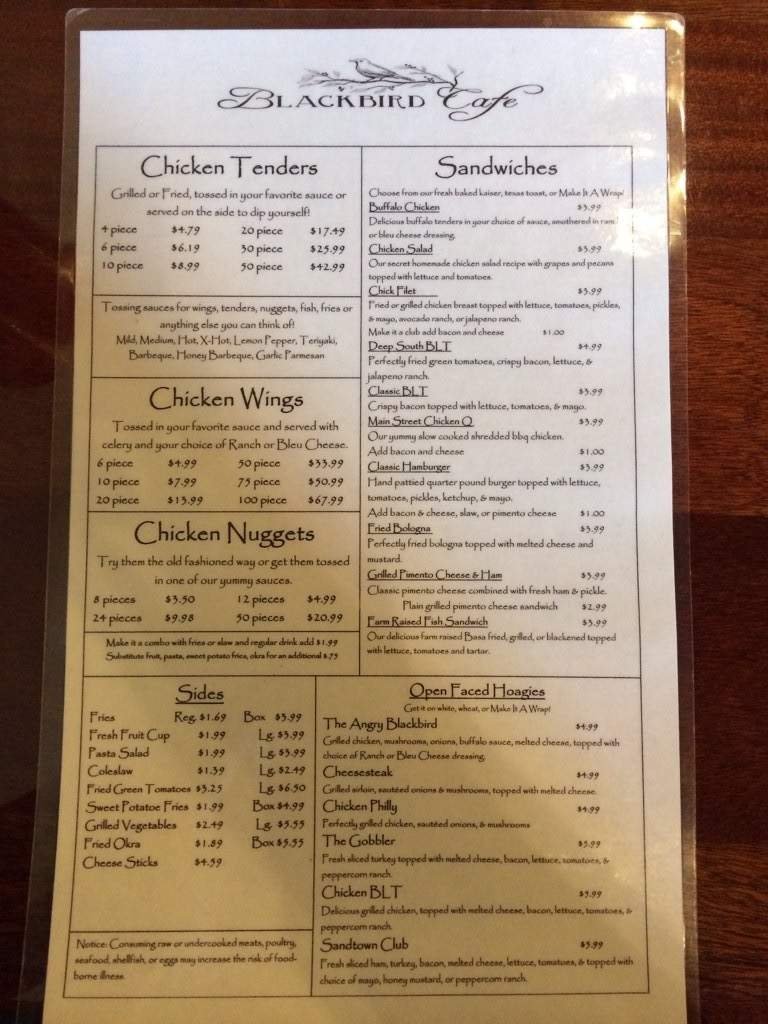 BLACKBIRD Cafe
Chicken Tenders
Grilled or Fried, tossed in your favorite sauce or
served on the side to dip yourself!
4 piece $4.79 20 piece $17.49
6 piece $6.19 30 piece $25.99
10 piece $8.99 50 piece $42.99
Tossing sauces for wings, tenders, nuggets, fish, fries or
anything else you can think of!
Mild, Medium, Hot, X-Hot, Lemon Pepper, Teriyaki,
Barbeque, Honey Barbeque, Garlic Parmesan
Chicken Wings
Tossed in your favorite sauce and served with
celery and your choice of Ranch or Bleu Cheese.
6 piece $4.99 50 piece $33.99
10 piece $7.99 75 piece $50.99
20 piece $13.99 100 piece $67.99
Chicken Nuggets
Try them the old fashioned way or get them tossed
in one of our yummy sauces.
8 pieces $3.50 12 pieces $4.99
24 pieces $9.98 50 pieces $20.99
Make it a combo with fries or slaw and regular drink add $1.99
Substitute fruit, pasta, sweet potato fries, okra for an additional $.75
Sandwiches
Choose from our fresh baked kaiser, texas toast, or Make It A Wrap!
Buffalo Chicken $3.99
Delicious buffalo tenders in your choice of sauce, smothered in
or bleu cheese dressing.
Chicken Salad $3.99
Our secret homemade chicken salad recipe with grapes and pecans
topped with lettuce and tomatoes.
Chick Filet $3.99
Fried or grilled chicken breast topped with lettuce, tomatoes, pickles,
& mayo, avocado ranch, or jalapeno ranch.
Make it a club add bacon and cheese $1.00
Deep South BLT $4.99
Perfectly fried green tomatoes, crispy bacon, lettuce, &
jalapeno ranch.
Classic BLT $3.99
Crispy bacon topped with lettuce, tomatoes, & mayo.
Main Street Chicken Q $3.99
Our yummy slow cooked shredded bbq chicken.
Add bacon and cheese $1.00
Classic Hamburger $3.99
Hand pattied quarter pound burger topped with lettuce,
tomatoes, pickles, ketchup, & mayo.
Add bacon & cheese, slaw, or pimento cheese $1.00
Fried Bologna $3.99
Perfectly fried bologna topped with melted cheese and
mustard.
Grilled Pimento Cheese & Ham $3.99
Classic pimento cheese combined with fresh ham & pickle.
Plain grilled pimento cheese sandwich $2.99
Farm Raised Fish Sandwich $3.99
Our delicious farm raised Basa fried, grilled, or blackened topped
with lettuce, tomatoes and tartar.
Sides
Fries Reg. $1.69 Box $3.99
Fresh Fruit Cup $1.99 Lg. $3.99
Pasta Salad $1.99 Lg. $3.99
Coleslaw $1.39 Lg. $2.49
Fried Green Tomatoes $3.25 Lg. $6.50
Sweet Potatoe Fries $1.99 Box $4.99
Grilled Vegetables $2.49 Lg. $5.55
Fried Okra $1.89 Box $5.55
Cheese Sticks $4.59
Notice: Consuming raw or undercooked meats, poultry,
seafood, shellfish, or eggs may increase the risk of food-
borne illness.
Open Faced Hoagies
Get it on white, wheat, or Make It A Wrap!
The Angry Blackbird $4.99
Grilled chicken, mushrooms, onions, buffalo sauce, melted cheese, topped with
choice of Ranch or Bleu Cheese dressing.
Cheesesteak $4.99
Grilled sirloin, sautéed onions & mushrooms, topped with melted cheese.
Chicken Philly $4.99
Perfectly grilled chicken, sautéed onions, & mushrooms
The Gobbler $5.99
Fresh sliced turkey topped with melted cheese, bacon, lettuce, tomatoes, &
peppercorn ranch.
Chicken BLT $5.99
Delicious grilled chicken, topped with melted cheese, bacon, lettuce, tomatoes, &
peppercorn ranch.
Sandtown Club $5.99
Fresh sliced ham, turkey, bacon, melted cheese, lettuce, tomatoes, & topped with
choice of mayo, honey mustard, or peppercorn ranch.